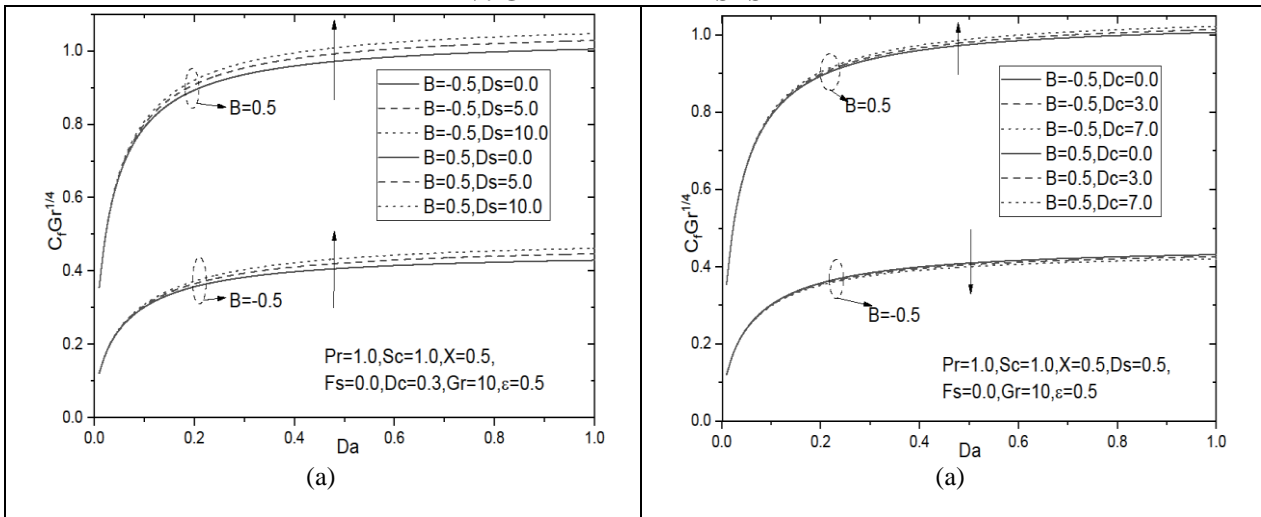 1.0
0.8
0.6
0.4
0.2
0.0
0.0 0.2 0.4 0.6 0.8 1.0
C_fGr^{1/4}
Da
B=0.5
B=-0.5
B=-0.5,Ds=0.0
B=-0.5,Ds=5.0
B=-0.5,Ds=10.0
B=0.5,Ds=0.0
B=0.5,Ds=5.0
B=0.5,Ds=10.0
Pr=1.0,Sc=1.0,X=0.5,
Fs=0.0,Dc=0.3,Gr=10,ε=0.5
(a)
1.0
0.8
0.6
0.4
0.2
0.0
0.0 0.2 0.4 0.6 0.8 1.0
C_fGr^{1/4}
Da
B=0.5
B=-0.5
B=-0.5,Dc=0.0
B=-0.5,Dc=3.0
B=-0.5,Dc=7.0
B=0.5,Dc=0.0
B=0.5,Dc=3.0
B=0.5,Dc=7.0
Pr=1.0,Sc=1.0,X=0.5,Ds=0.5,
Fs=0.0,Gr=10,ε=0.5
(a)